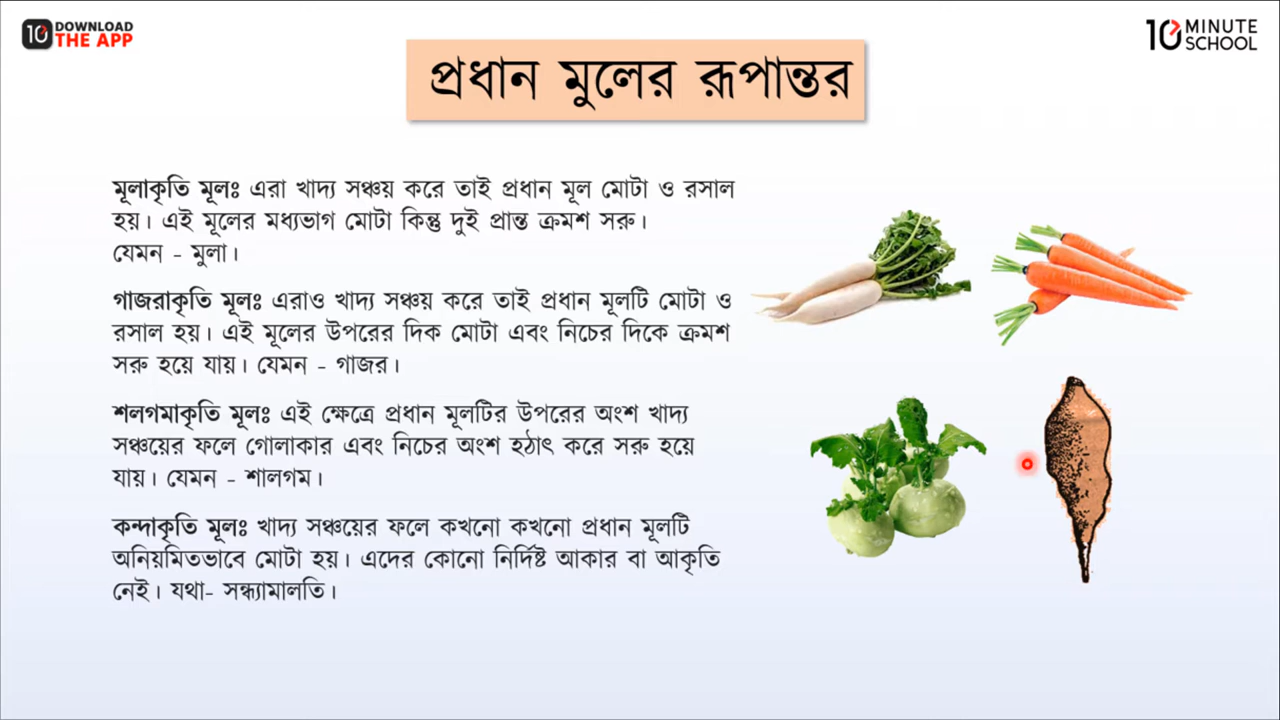 10 DOWNLOAD
THE APP
10 MINUTE
SCHOOL
প্রধান মুলের রূপান্তর
মূলাকৃতি মূলঃ এরা খাদ্য সঞ্চয় করে তাই প্রধান মূল মোটা ও রসাল
হয়। এই মূলের মধ্যভাগ মোটা কিন্তু দুই প্রান্ত ক্রমশ সরু।
যেমন - মুলা।
গাজরাকৃতি মূলঃ এরাও খাদ্য সঞ্চয় করে তাই প্রধান মূলটি মোটা ও
রসাল হয়। এই মূলের উপরের দিক মোটা এবং নিচের দিকে ক্রমশ
সরু হয়ে যায়। যেমন - গাজর।
শলগমাকৃতি মূলঃ এই ক্ষেত্রে প্রধান মূলটির উপরের অংশ খাদ্য
সঞ্চয়ের ফলে গোলাকার এবং নিচের অংশ হঠাৎ করে সরু হয়ে
যায়। যেমন - শালগম।
কন্দাকৃতি মূলঃ খাদ্য সঞ্চয়ের ফলে কখনো কখনো প্রধান মূলটি
অনিয়মিতভাবে মোটা হয়। এদের কোনো নির্দিষ্ট আকার বা আকৃতি
নেই। যথা- সন্ধ্যামালতি।